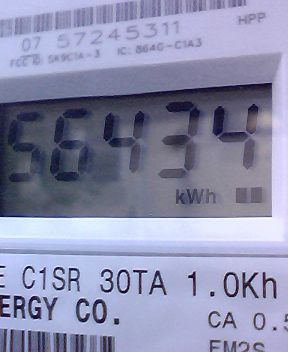 HPP
07 57245311
FCC ID: SK9C1A-3 IC: 864G-C1A3
56434
kWh
E C1SR 30TA 1.0Kh
ERGY CO.
CA 0.5
EM2S